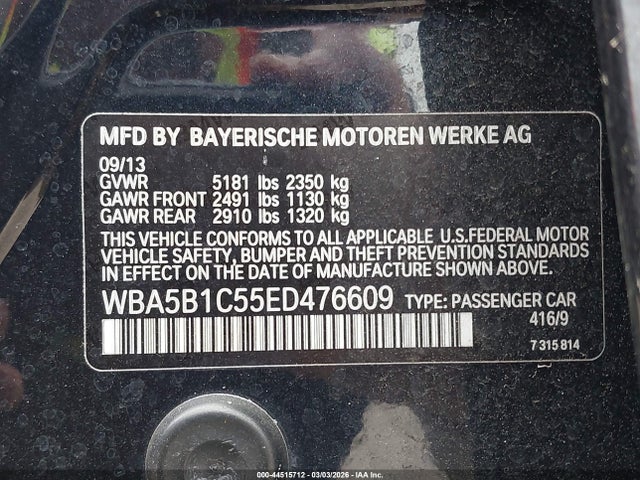 MFD BY BAYERISCHE MOTOREN WERKE AG
09/13
GVWR 5181 lbs 2350 kg
GAWR FRONT 2491 lbs 1130 kg
GAWR REAR 2910 lbs 1320 kg
THIS VEHICLE CONFORMS TO ALL APPLICABLE U.S.FEDERAL MOTOR
VEHICLE SAFETY, BUMPER AND THEFT PREVENTION STANDARDS
IN EFFECT ON THE DATE OF MANUFACTURE SHOWN ABOVE.
WBA5B1C55ED476609 TYPE: PASSENGER CAR
416/9
7 315 814
000-44515712 - 03/03/2026 - IAA Inc.